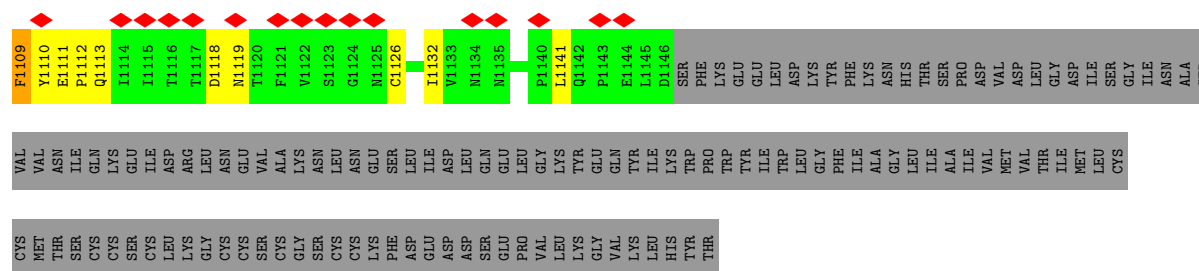 F1109 Y1110 E1111 P1112 Q1113 I1114 I1115 T1116 T1117 D1118 N1119 T1120 F1121 V1122 S1123 G1124 N1125 C1126 I1132 V1133 N1134 N1135 P1140 L1141 Q1142 P1143 E1144 L1145 D1146 SER PHE LYS GLU GLU LEU ASP LYS TYR PHE LYS ASN HIS THR SER PRO ASP VAL ASP LEU GLY ASP ILE SER GLY ILE ASN ALA
VAL VAL ASN ILE GLN LYS GLU ILE ASP ARG LEU ASN GLU VAL ALA LYS ASN LEU ASN GLU SER LEU ILE ASP LEU GLN GLU LEU GLY LYS TYR GLU GLN TYR ILE LYS TRP PRO TRP TYR ILE TRP LEU GLY PHE ILE ALA GLY LEU ILE ALA ILE VAL MET VAL THR ILE MET LEU CYS
CYS MET THR SER CYS CYS SER CYS LEU LYS GLY CYS CYS SER CYS GLY SER CYS CYS LYS PHE ASP GLU ASP ASP SER GLU PRO VAL LEU LYS GLY VAL LYS LEU HIS TYR THR